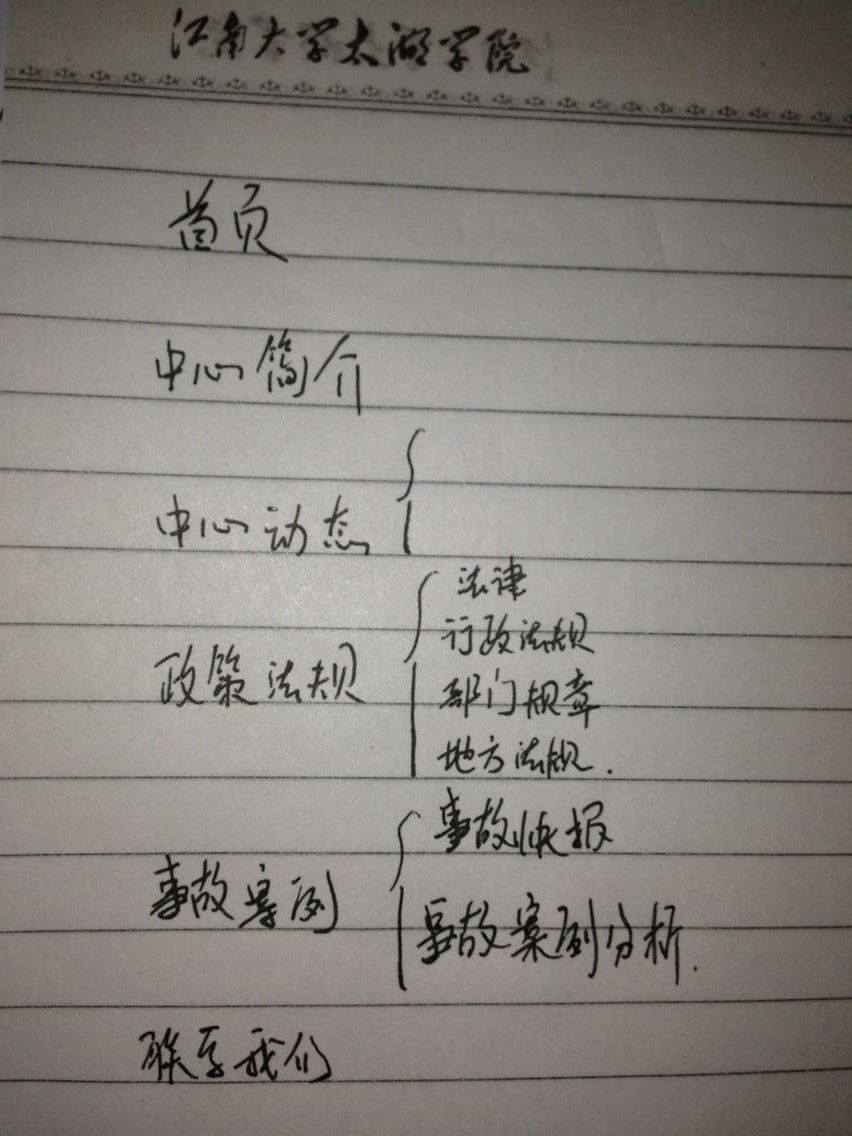 江南大学太湖学院
首页
中心简介
中心动态
政策法规
法律
行政法规
部门规章
地方法规.
事故案例
事故快报
事故案例分析.
联系我们